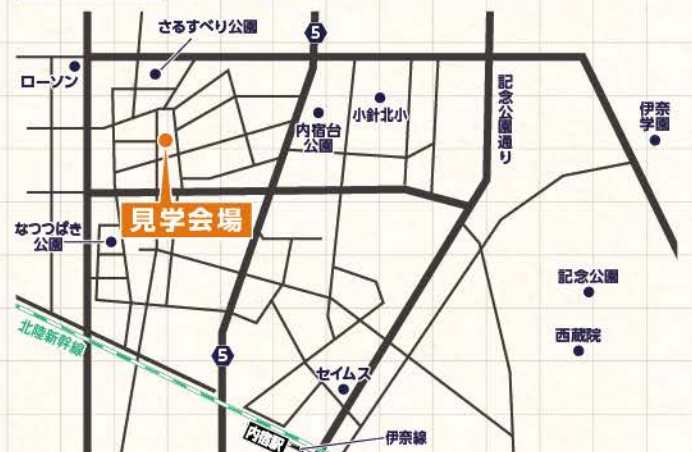 さるすべり公園
5
ローソン
小針北小
内宿台
公園
記念公園通り
伊奈
学園
見学会場
なつつばき
公園
記念公園
北陸新幹線
西蔵院
5
セイムス
内宿駅
伊奈線